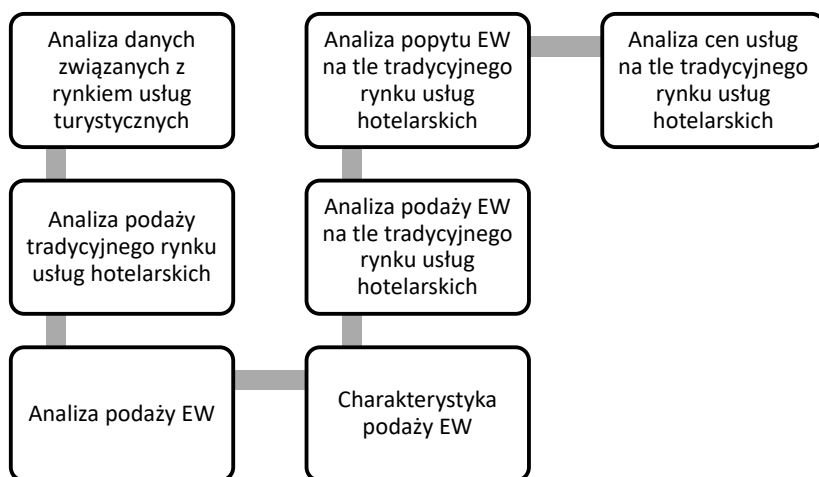 Analiza danych
związanych z
rynkiem usług
turystycznych
Analiza podaży
tradycyjnego rynku
usług hotelarskich
Analiza podaży EW
Charakterystyka
podaży EW
Analiza podaży EW
na tle tradycyjnego
rynku usług
hotelarskich
Analiza popytu EW
na tle tradycyjnego
rynku usług
hotelarskich
Analiza cen usług
na tle tradycyjnego
rynku usług
hotelarskich